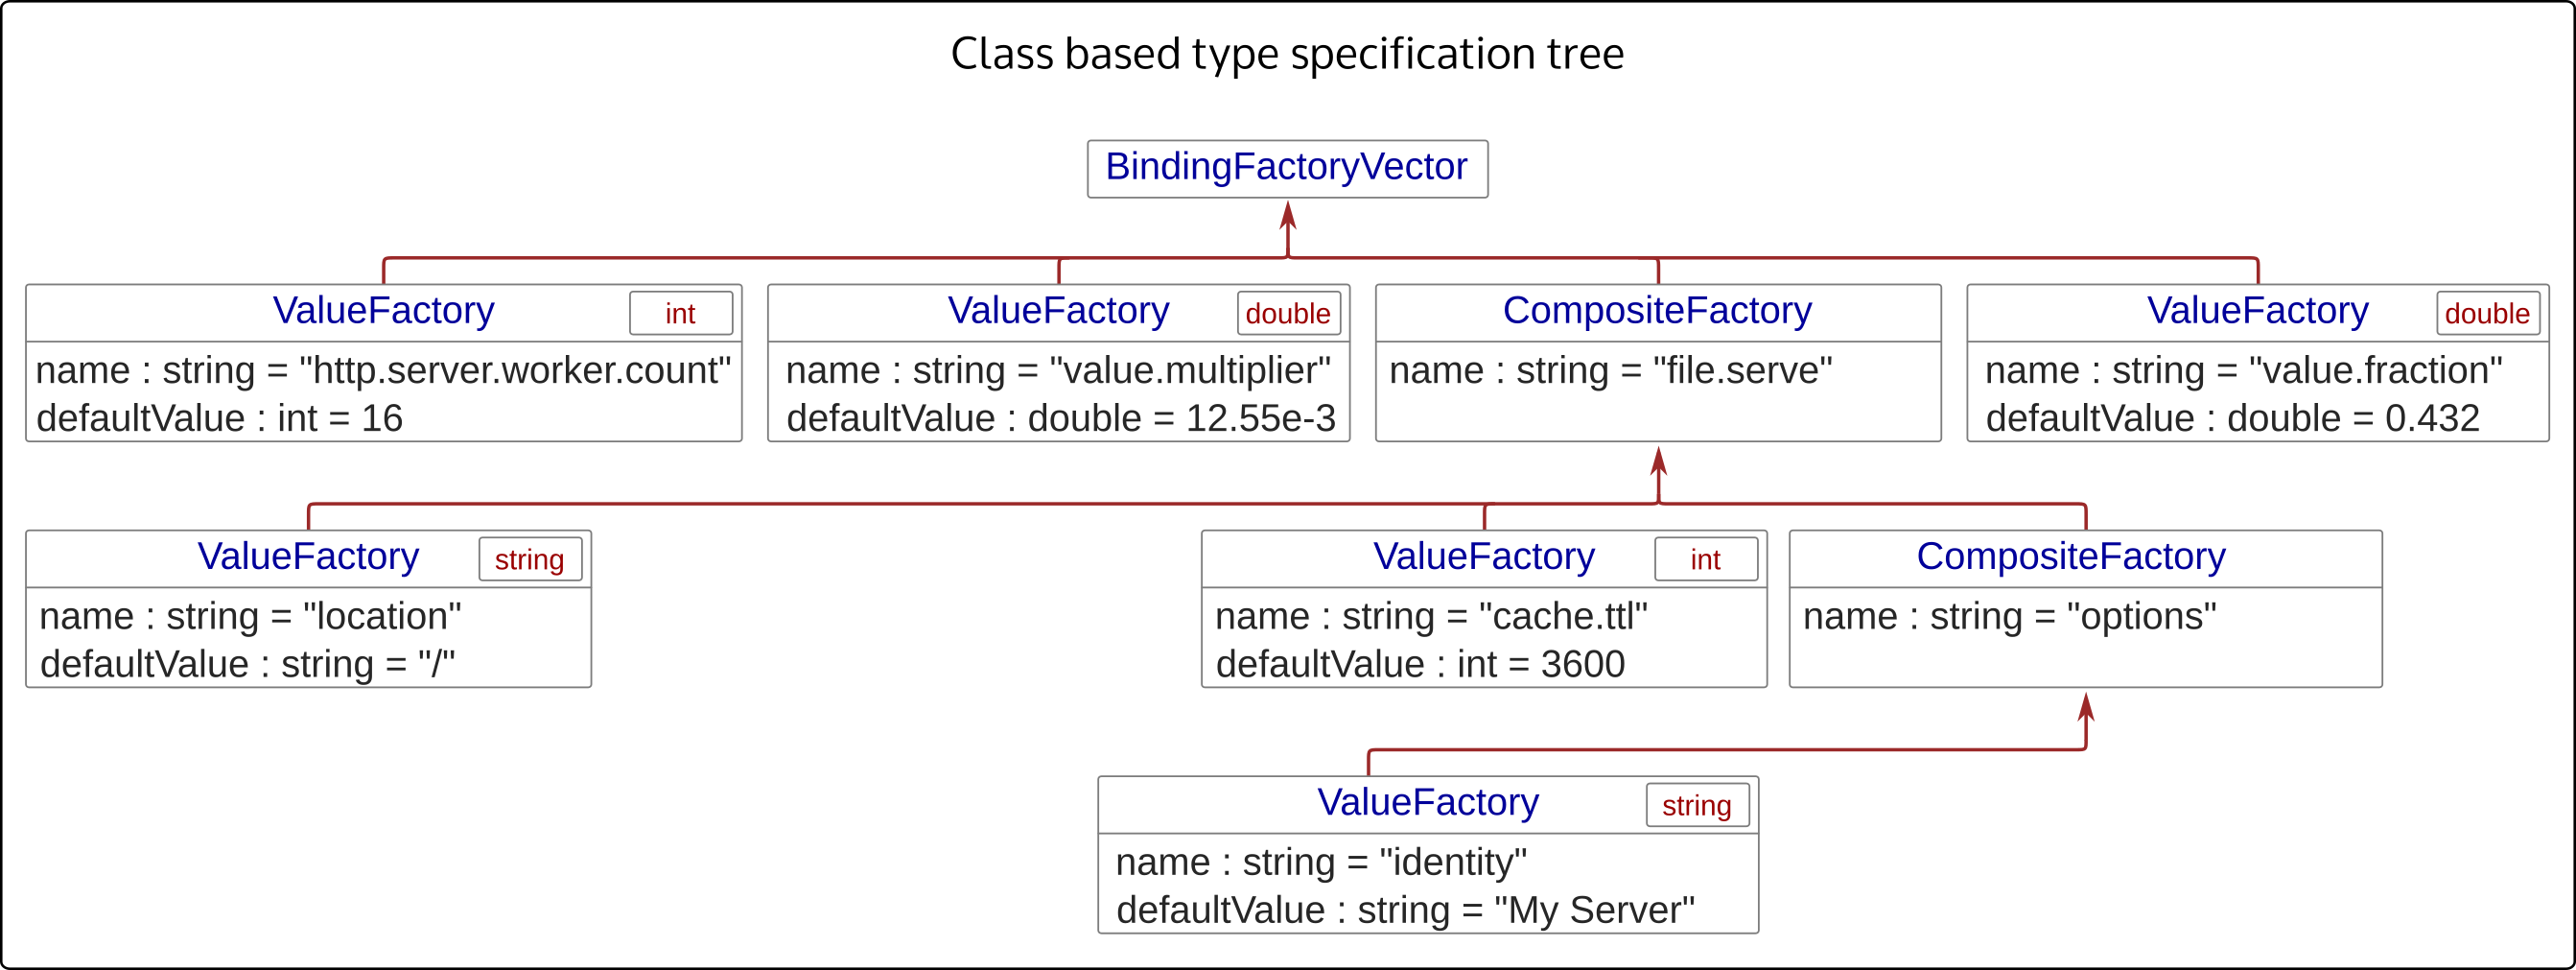 Class based type specification tree
BindingFactoryVector
ValueFactory int
name : string = "http.server.worker.count"
defaultValue : int = 16
ValueFactory double
name : string = "value.multiplier"
defaultValue : double = 12.55e-3
CompositeFactory
name : string = "file.serve"
ValueFactory double
name : string = "value.fraction"
defaultValue : double = 0.432
ValueFactory string
name : string = "location"
defaultValue : string = "/"
ValueFactory int
name : string = "cache.ttl"
defaultValue : int = 3600
CompositeFactory
name : string = "options"
ValueFactory string
name : string = "identity"
defaultValue : string = "My Server"